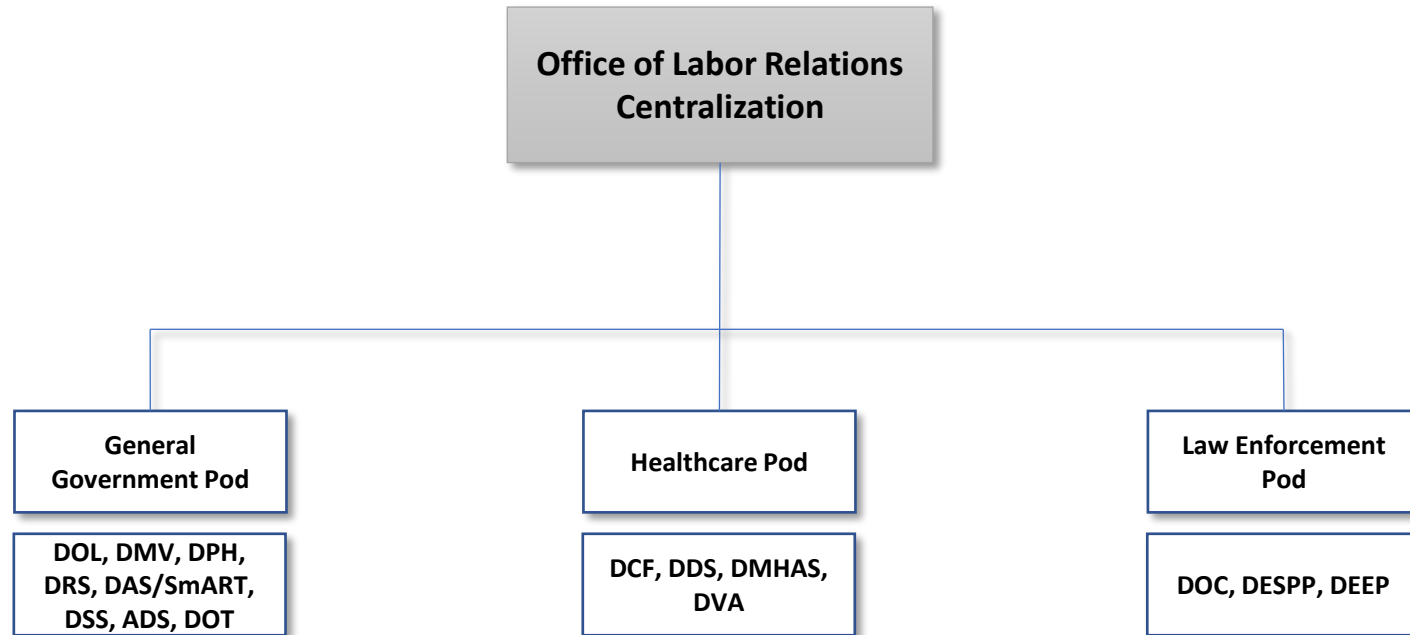 Office of Labor Relations
Centralization
General
Government Pod
Healthcare Pod
Law Enforcement
Pod
DOL, DMV, DPH,
DRS, DAS/SmART,
DSS, ADS, DOT
DCF, DDS, DMHAS,
DVA
DOC, DESPP, DEEP